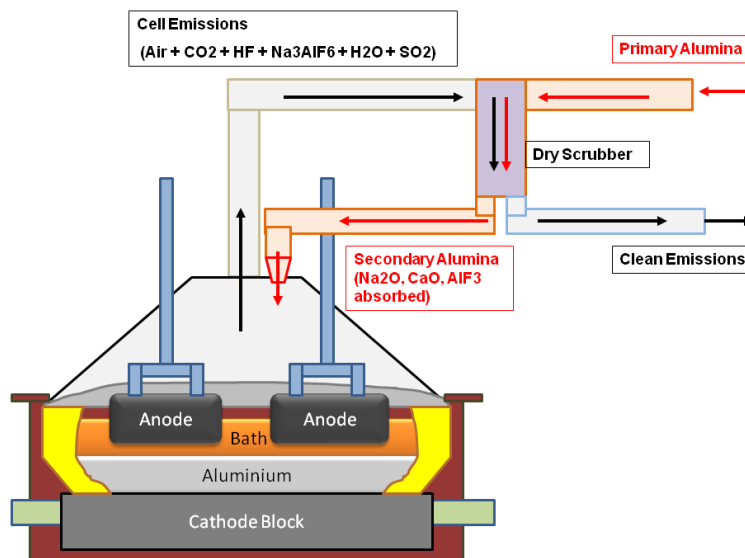 Cell Emissions
(Air + CO2 + HF + Na3AlF6 + H2O + SO2)
Primary Alumina
Dry Scrubber
Secondary Alumina
(Na2O, CaO, AlF3
absorbed)
Clean Emissions
Anode
Anode
Bath
Aluminium
Cathode Block